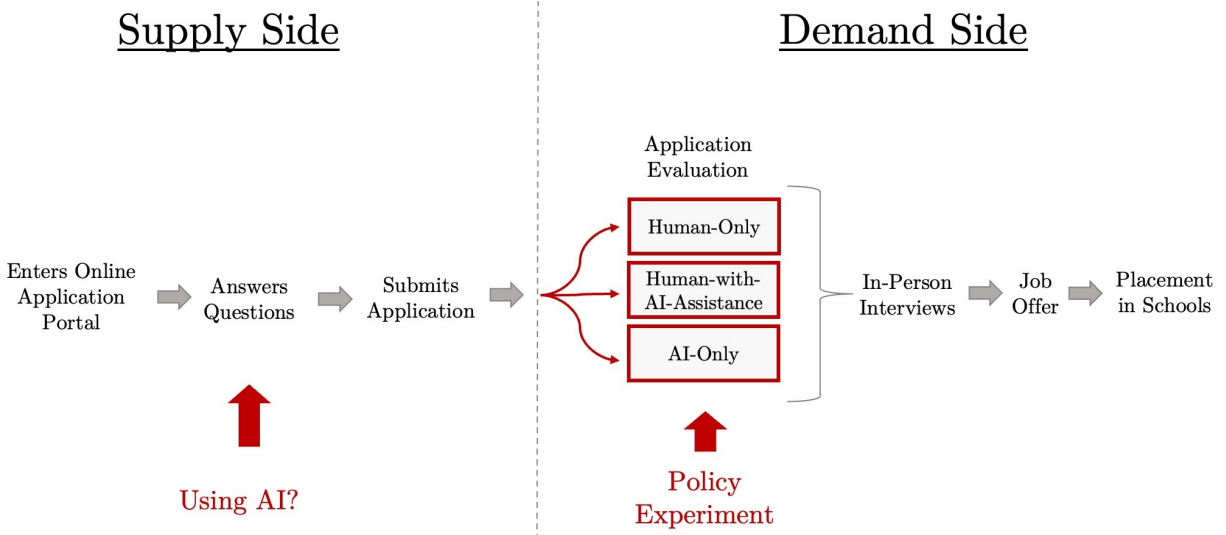 Supply Side
Demand Side
Enters Online
Application
Portal
Answers
Questions
Submits
Application
Using AI?
Application
Evaluation
Human-Only
Human-with-
AI-Assistance
AI-Only
Policy
Experiment
In-Person
Interviews
Job
Offer
Placement
in Schools